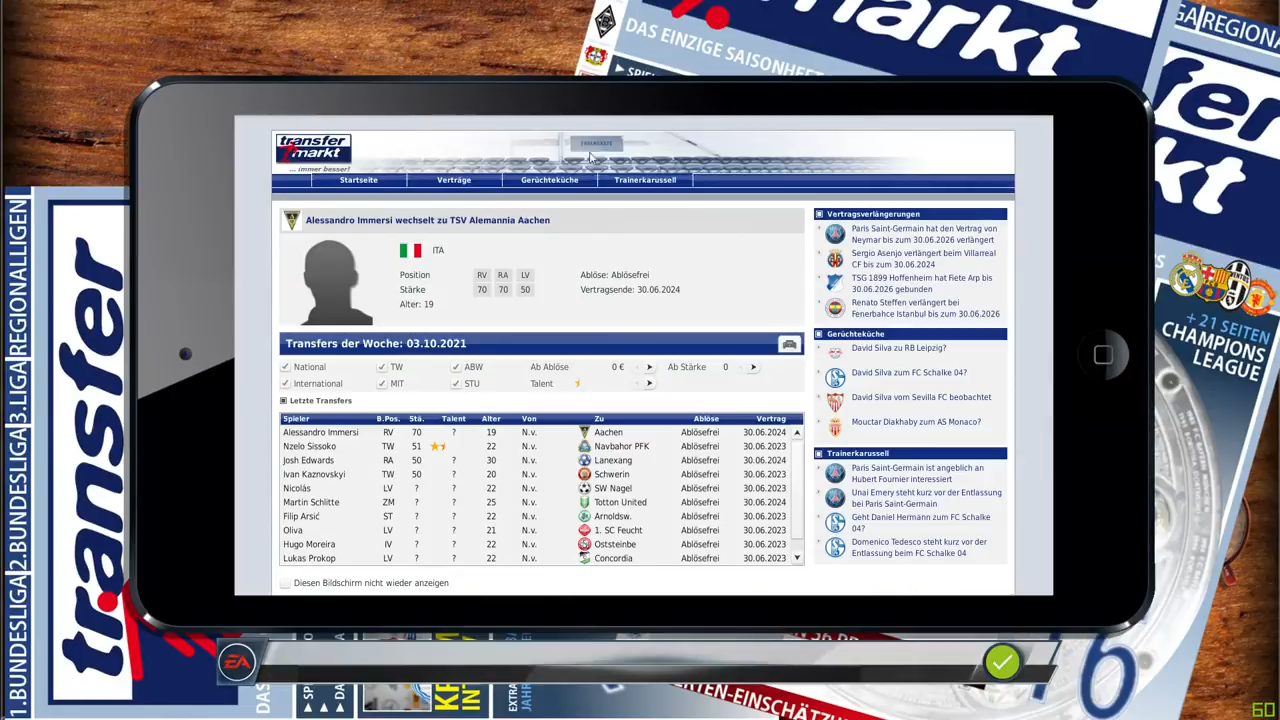 DAS EINZIGE SAISONHEFT
REGIONA
transfer
markt
... immer besser!
Startseite
Verträge
Gerüchteküche
Trainerkarussell
Alessandro Immersi wechselt zu TSV Alemannia Aachen
ITA
Position RV RA LV
Stärke 70 70 50
Alter: 19
Ablöse: Ablösefrei
Vertragsende: 30.06.2024
Transfers der Woche: 03.10.2021
National TW ABW Ab Ablöse 0 € Ab Stärke 0
International MIT STU Talent
Letzte Transfers
Spieler B.Pos. Stä. Talent Alter Von Zu Ablöse Vertrag
Alessandro Immersi RV 70 ? 19 N.v. Aachen Ablösefrei 30.06.2024
Nzelo Sissoko TW 51 22 N.v. Navbahor PFK Ablösefrei 30.06.2023
Josh Edwards RA 50 ? 30 N.v. Lanexang Ablösefrei 30.06.2023
Ivan Kaznovskyi TW 50 ? 20 N.v. Schwerin Ablösefrei 30.06.2023
Nicolás LV ? ? 22 N.v. SW Nagel Ablösefrei 30.06.2023
Martin Schlitte ZM ? ? 25 N.v. Totton United Ablösefrei 30.06.2024
Filip Arsić ST ? ? 22 N.v. Arnoldsw. Ablösefrei 30.06.2023
Oliva LV ? ? 21 N.v. 1. SC Feucht Ablösefrei 30.06.2023
Hugo Moreira IV ? ? 22 N.v. Oststeinbe Ablösefrei 30.06.2023
Lukas Prokop LV ? ? 22 N.v. Concordia Ablösefrei 30.06.2023
Diesen Bildschirm nicht wieder anzeigen
Vertragsverlängerungen
Paris Saint-Germain hat den Vertrag von
Neymar bis zum 30.06.2026 verlängert
Sergio Asenjo verlängert beim Villarreal
CF bis zum 30.06.2024
TSG 1899 Hoffenheim hat Fiete Arp bis
30.06.2026 gebunden
Renato Steffen verlängert bei
Fenerbahce Istanbul bis zum 30.06.2026
Gerüchteküche
David Silva zu RB Leipzig?
David Silva zum FC Schalke 04?
David Silva vom Sevilla FC beobachtet
Mouctar Diakhaby zum AS Monaco?
Trainerkarussell
Paris Saint-Germain ist angeblich an
Hubert Fournier interessiert
Unai Emery steht kurz vor der Entlassung
bei Paris Saint-Germain
Geht Daniel Hermann zum FC Schalke
04?
Domenico Tedesco steht kurz vor der
Entlassung beim FC Schalke 04
1.BUNDESLIGA 2.BUNDESLIGA 3.LIGA REGIONALLIGEN
transfer
+ 21 SEITEN
CHAMPIONS
LEAGUE
EA
60